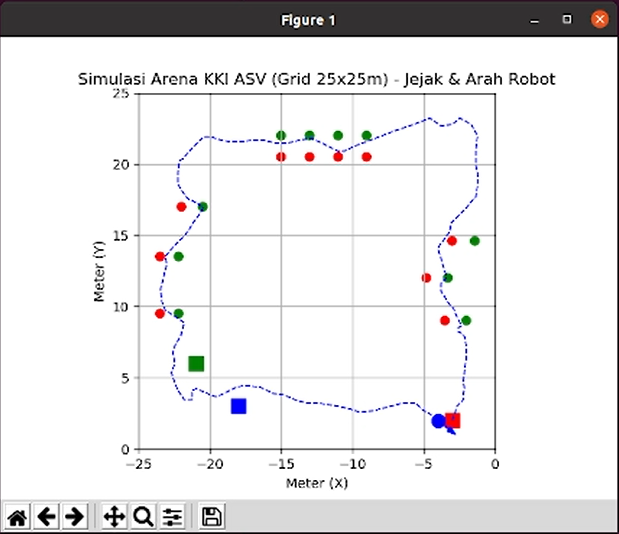 Figure 1
Simulasi Arena KKI ASV (Grid 25x25m) - Jejak & Arah Robot
25
20
15
10
5
0
Meter (Y)
−25 −20 −15 −10 −5 0
Meter (X)